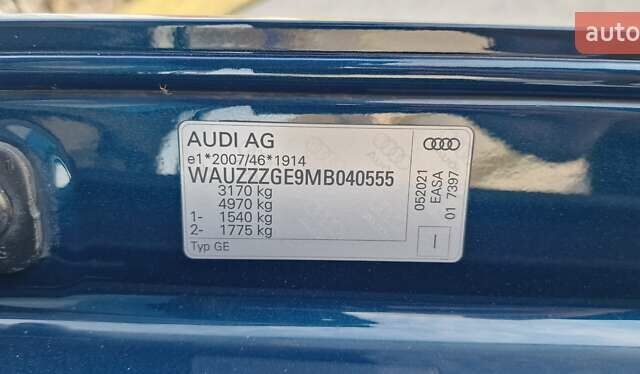 auto
AUDI AG
e1*2007/46*1914
WAUZZZGE9MB040555
3170 kg
4970 kg
1- 1540 kg
2- 1775 kg
Typ GE
052021
EASA
01 7397